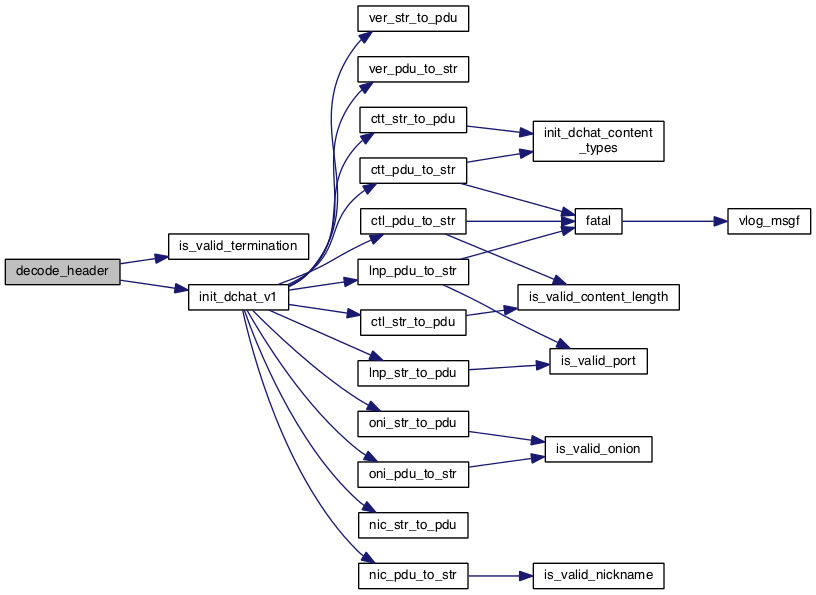 ver_str_to_pdu
ver_pdu_to_str
ctt_str_to_pdu
init_dchat_content
_types
ctt_pdu_to_str
ctl_pdu_to_str
fatal
vlog_msgf
is_valid_termination
decode_header
lnp_pdu_to_str
init_dchat_v1
is_valid_content_length
ctl_str_to_pdu
is_valid_port
lnp_str_to_pdu
oni_str_to_pdu
is_valid_onion
oni_pdu_to_str
nic_str_to_pdu
nic_pdu_to_str
is_valid_nickname